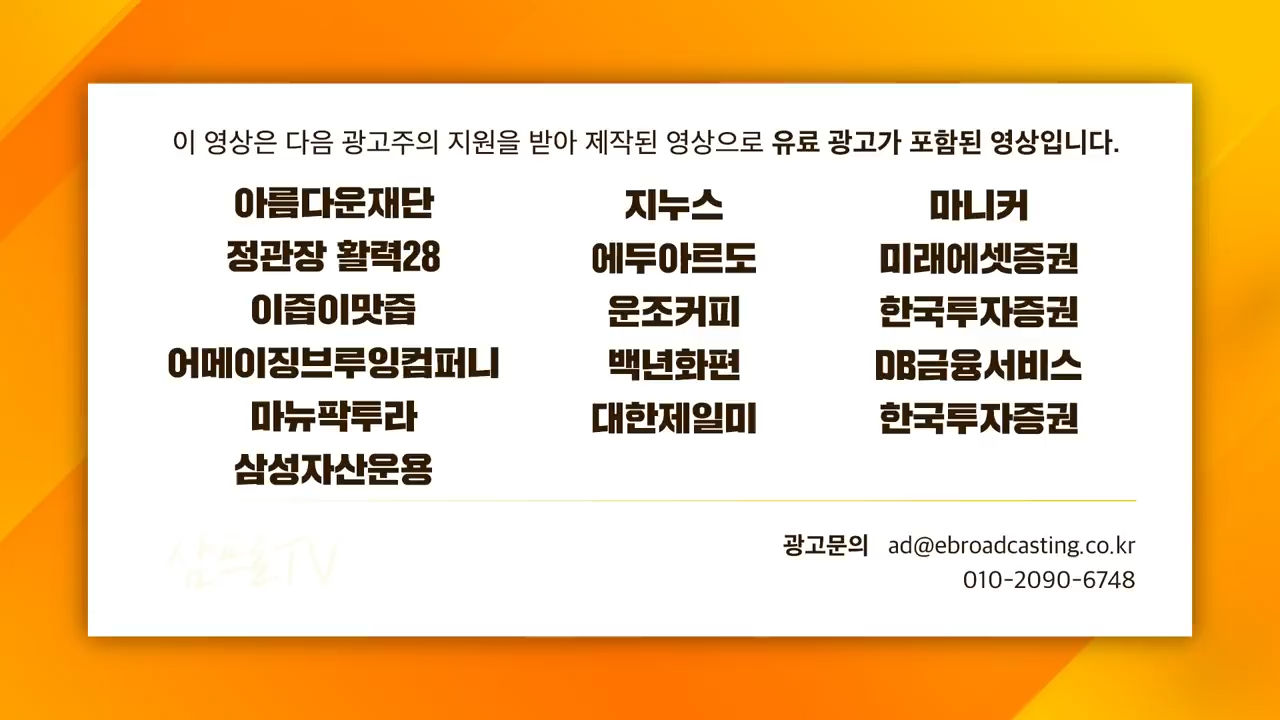 이 영상은 다음 광고주의 지원을 받아 제작된 영상으로 유료 광고가 포함된 영상입니다.
아름다운재단
정관장 활력28
이즙이맛즙
어메이징브루잉컴퍼니
마뉴팍투라
삼성자산운용
지누스
에두아르도
운조커피
백년화편
대한제일미
마니커
미래에셋증권
한국투자증권
DB금융서비스
한국투자증권
삼프로TV
광고문의 ad@ebroadcasting.co.kr
010-2090-6748